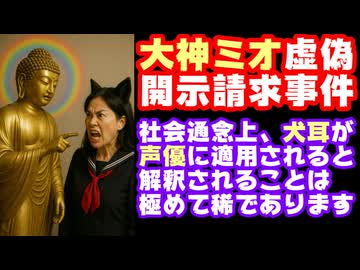 大神ミオ虚偽
開示請求事件
社会通念上、犬耳が
声優に適用されると
解釈されることは
極めて稀であります